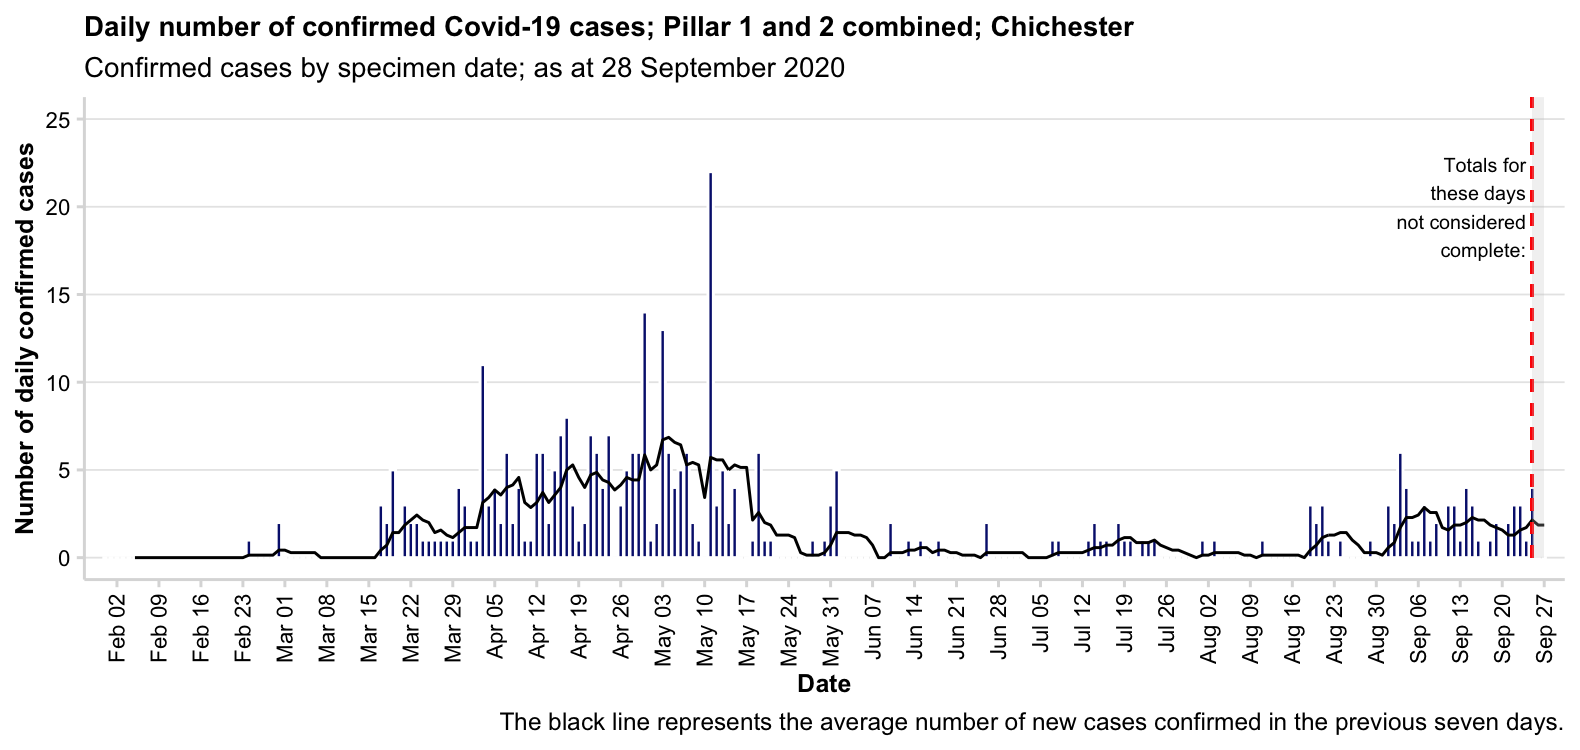 Daily number of confirmed Covid-19 cases; Pillar 1 and 2 combined; Chichester
Confirmed cases by specimen date; as at 28 September 2020
Number of daily confirmed cases
25
20
15
10
5
0
Totals for
these days
not considered
complete:
Feb 02
Feb 09
Feb 16
Feb 23
Mar 01
Mar 08
Mar 15
Mar 22
Mar 29
Apr 05
Apr 12
Apr 19
Apr 26
May 03
May 10
May 17
May 24
May 31
Jun 07
Jun 14
Jun 21
Jun 28
Jul 05
Jul 12
Jul 19
Jul 26
Aug 02
Aug 09
Aug 16
Aug 23
Aug 30
Sep 06
Sep 13
Sep 20
Sep 27
Date
The black line represents the average number of new cases confirmed in the previous seven days.